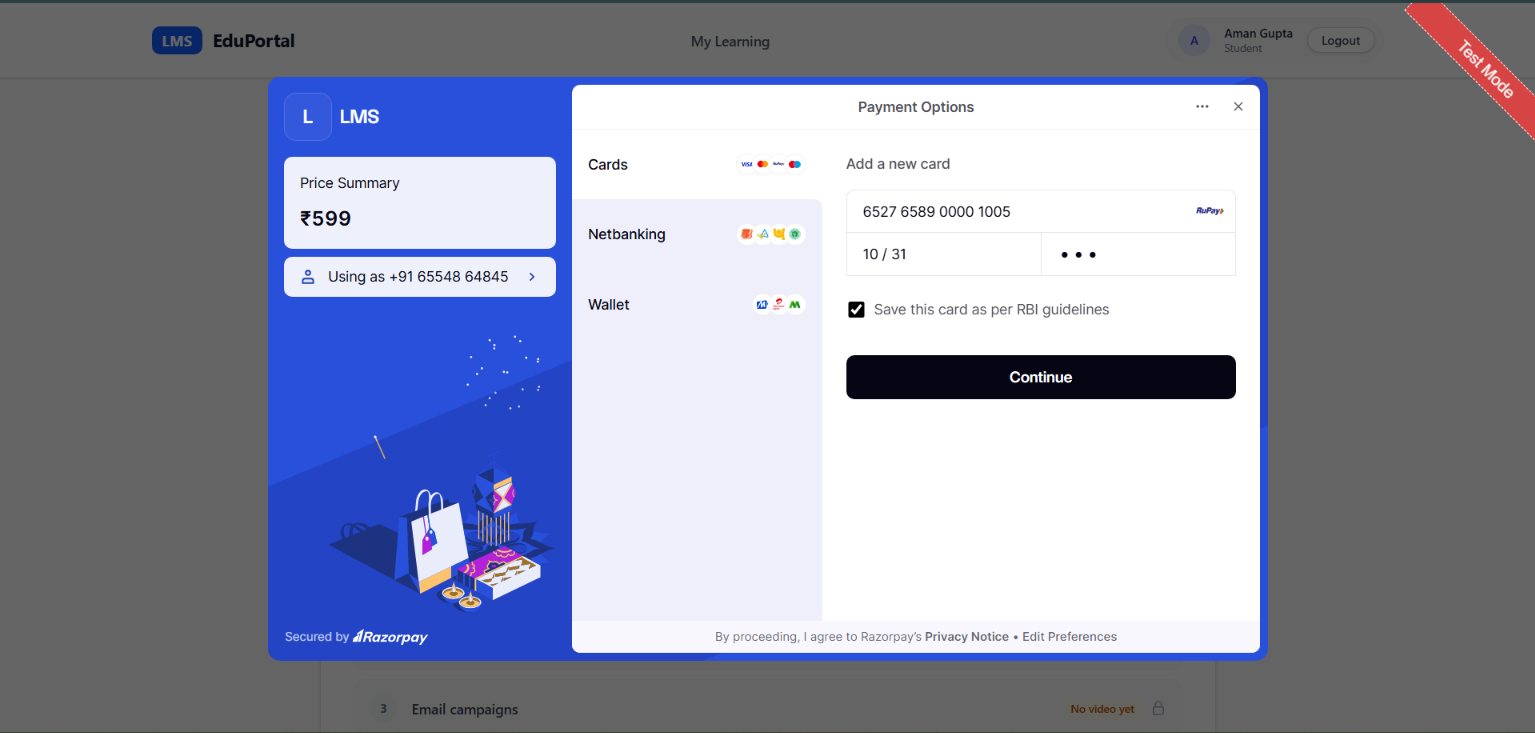 LMS EduPortal
My Learning
A
Aman Gupta
Student
Logout
Test Mode
L LMS
Price Summary
₹599
Using as +91 65548 64845
Secured by Razorpay
Payment Options
Cards
VISA RuPay
Netbanking
Wallet
Add a new card
6527 6589 0000 1005 RuPay
10 / 31
Save this card as per RBI guidelines
Continue
By proceeding, I agree to Razorpay’s Privacy Notice • Edit Preferences
3 Email campaigns No video yet